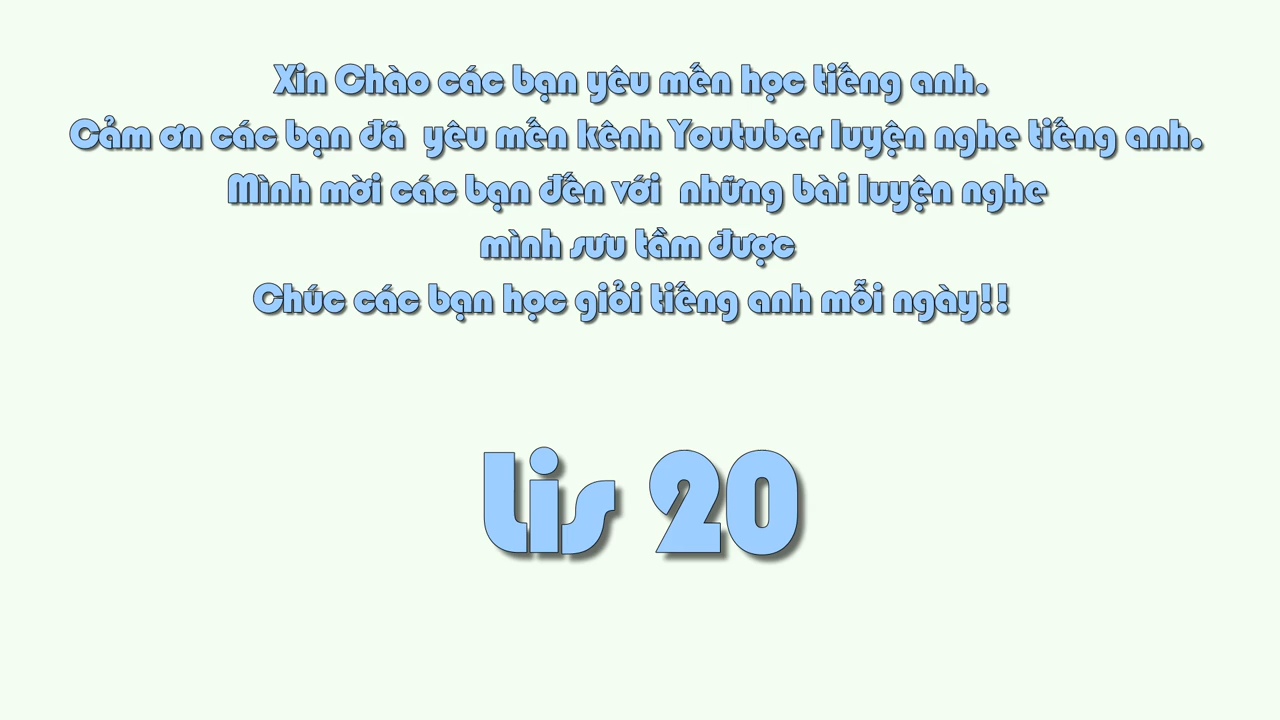 Xin Chào các bạn yêu mến học tiếng anh.
Cảm ơn các bạn đã yêu mến kênh Youtuber luyện nghe tiếng anh.
Mình mời các bạn đến với những bài luyện nghe
mình sưu tầm được
Chúc các bạn học giỏi tiếng anh mỗi ngày!!
Lis 20